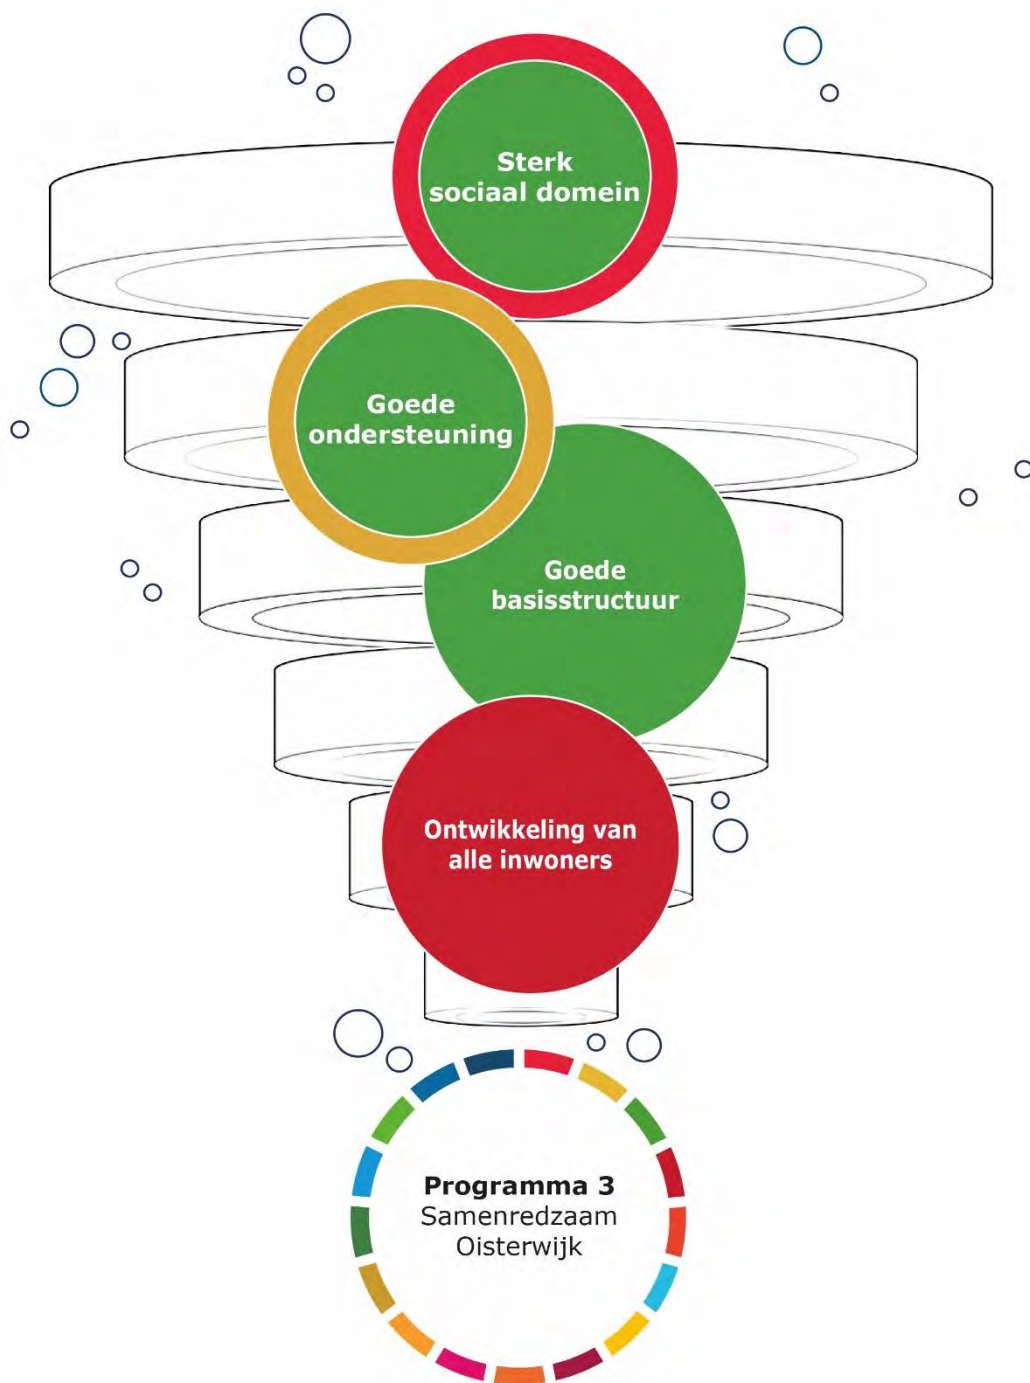 Sterk
sociaal domein
Goede
ondersteuning
Goede
basisstructuur
Ontwikkeling van
alle inwoners
Programma 3
Samenredzaam
Oisterwijk